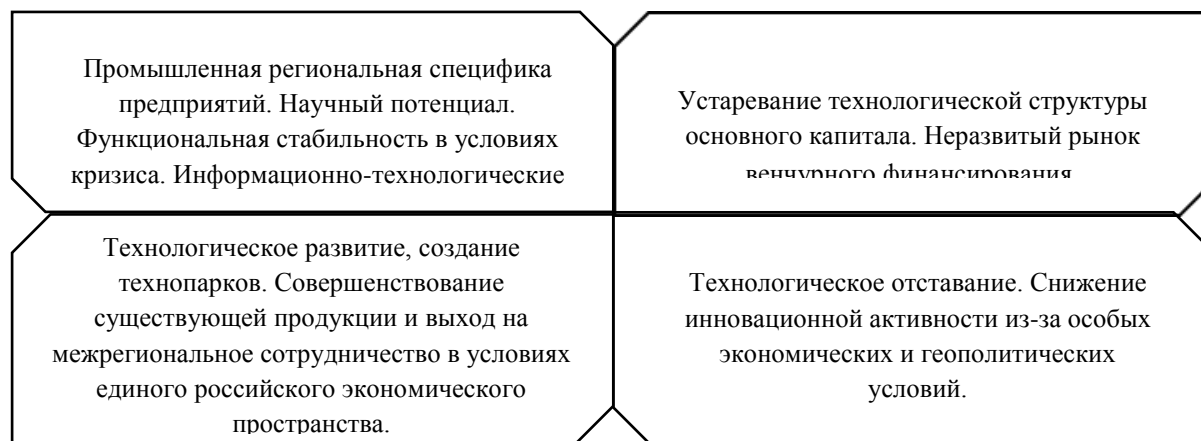 Промышленная региональная специфика
предприятий. Научный потенциал.
Функциональная стабильность в условиях
кризиса. Информационно-технологические
Устаревание технологической структуры
основного капитала. Неразвитый рынок
венчурного финансирования
Технологическое развитие, создание
технопарков. Совершенствование
существующей продукции и выход на
межрегиональное сотрудничество в условиях
единого российского экономического
пространства.
Технологическое отставание. Снижение
инновационной активности из-за особых
экономических и геополитических
условий.